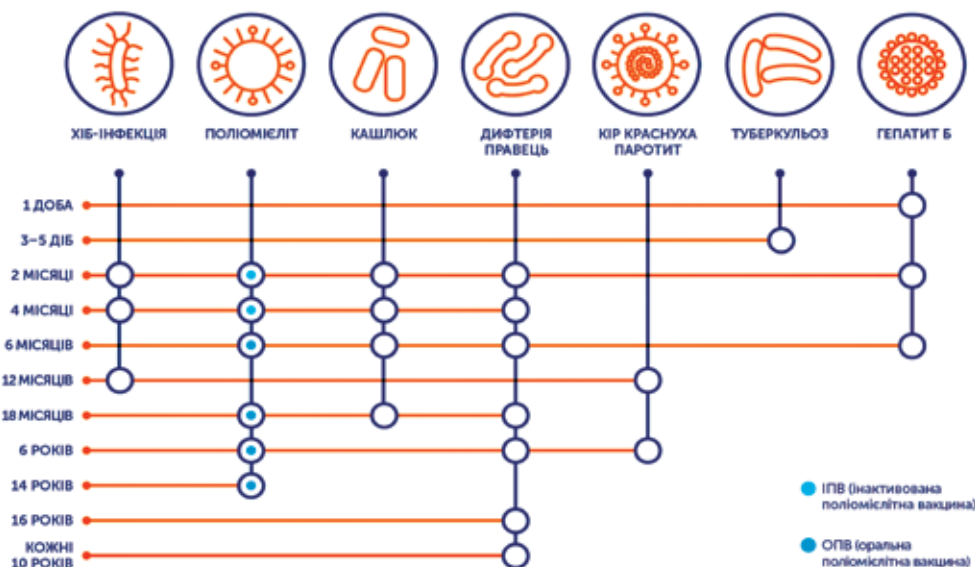 ХІБ-ІНФЕКЦІЯ
ПОЛІОМІЄЛІТ
КАШЛЮК
ДИФТЕРІЯ
ПРАВЕЦЬ
КІР КРАСНУХА
ПАРОТИТ
ТУБЕРКУЛЬОЗ
ГЕПАТИТ Б
1 ДОБА
3–5 ДІБ
2 МІСЯЦІ
4 МІСЯЦІ
6 МІСЯЦІВ
12 МІСЯЦІВ
18 МІСЯЦІВ
6 РОКІВ
14 РОКІВ
16 РОКІВ
КОЖНІ
10 РОКІВ
ІПВ (інактивована
поліомієлітна вакцина)
ОПВ (оральна
поліомієлітна вакцина)